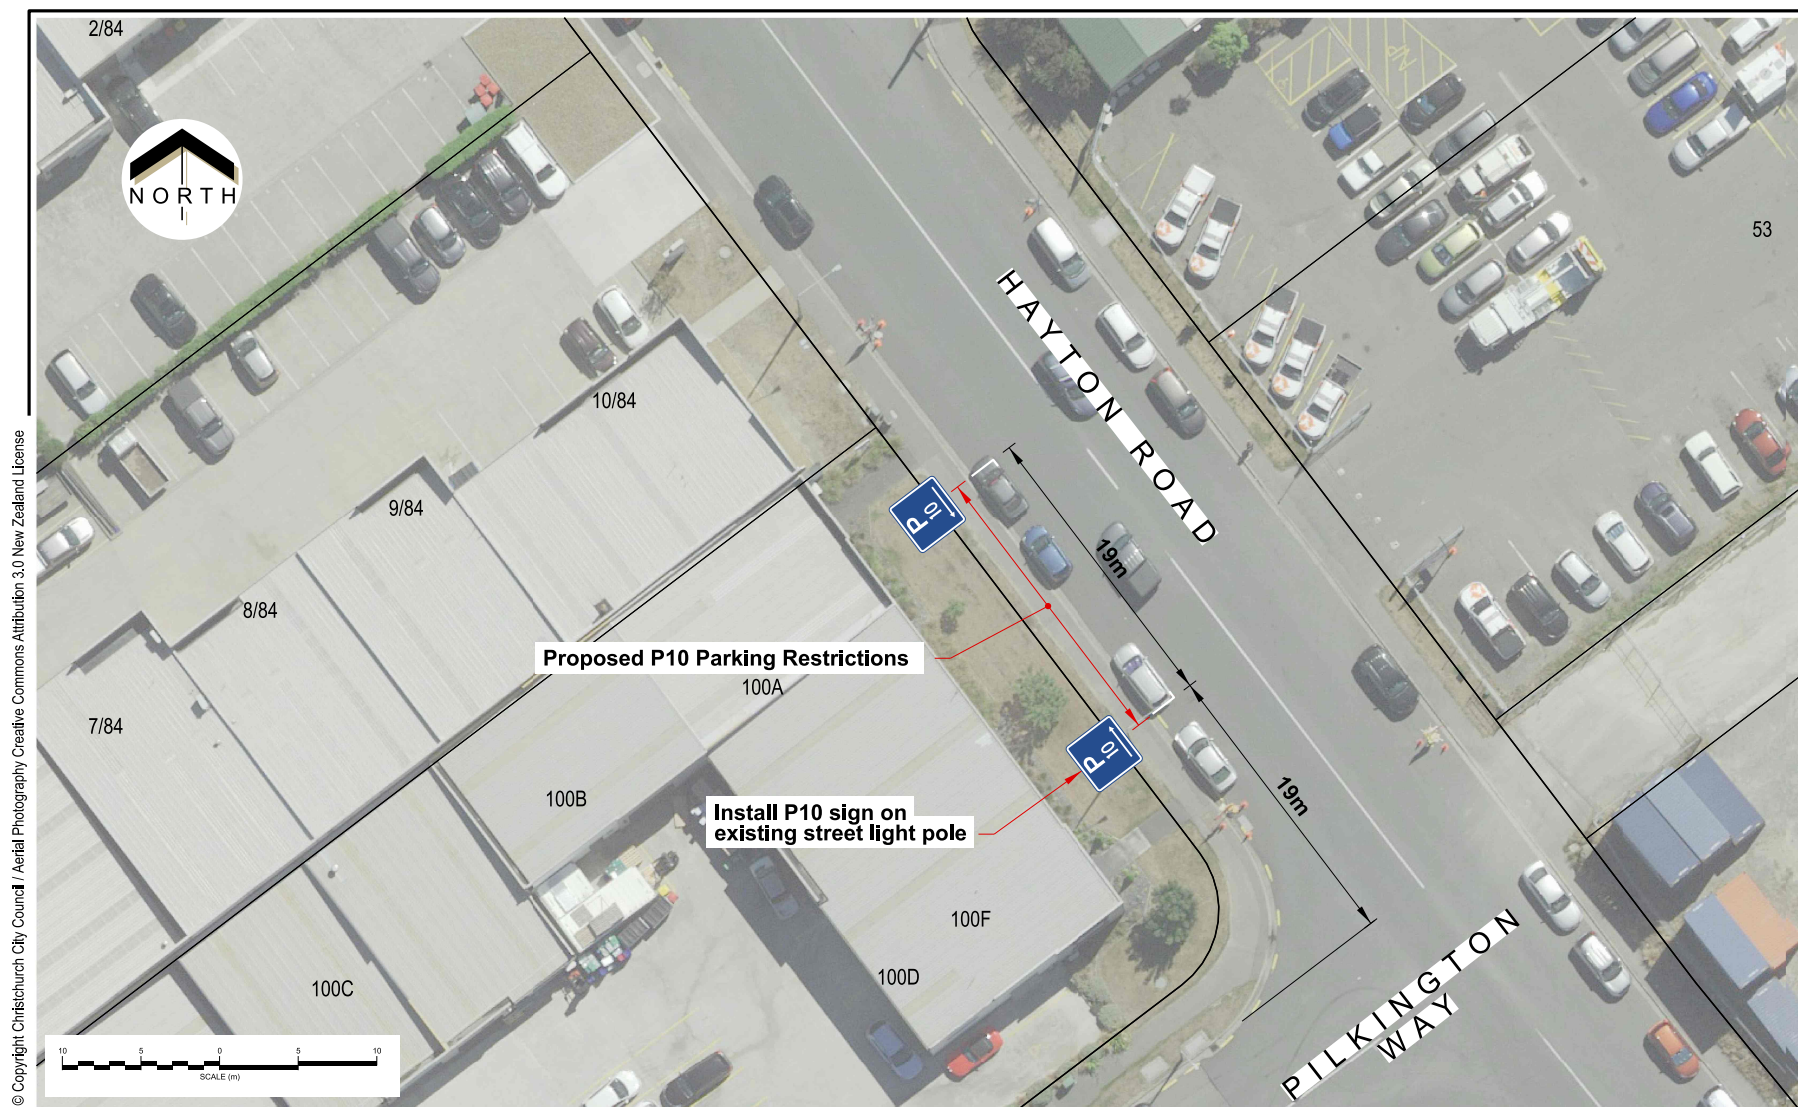 2/84
NORTH
53
HAYTON ROAD
10/84
9/84
P
10
19m
8/84
Proposed P10 Parking Restrictions
100A
7/84
P
10
100B
Install P10 sign on
existing street light pole
19m
100F
100D
100C
PILKINGTON
WAY
10 5 0 5 10
SCALE (m)
© Copyright Christchurch City Council / Aerial Photography Creative Commons Attribution 3.0 New Zealand License